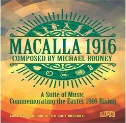 MACALLA 1916
COMPOSED BY MICHAEL ROONEY
A Suite of Music
Commemorating the Easter 1916 Rising